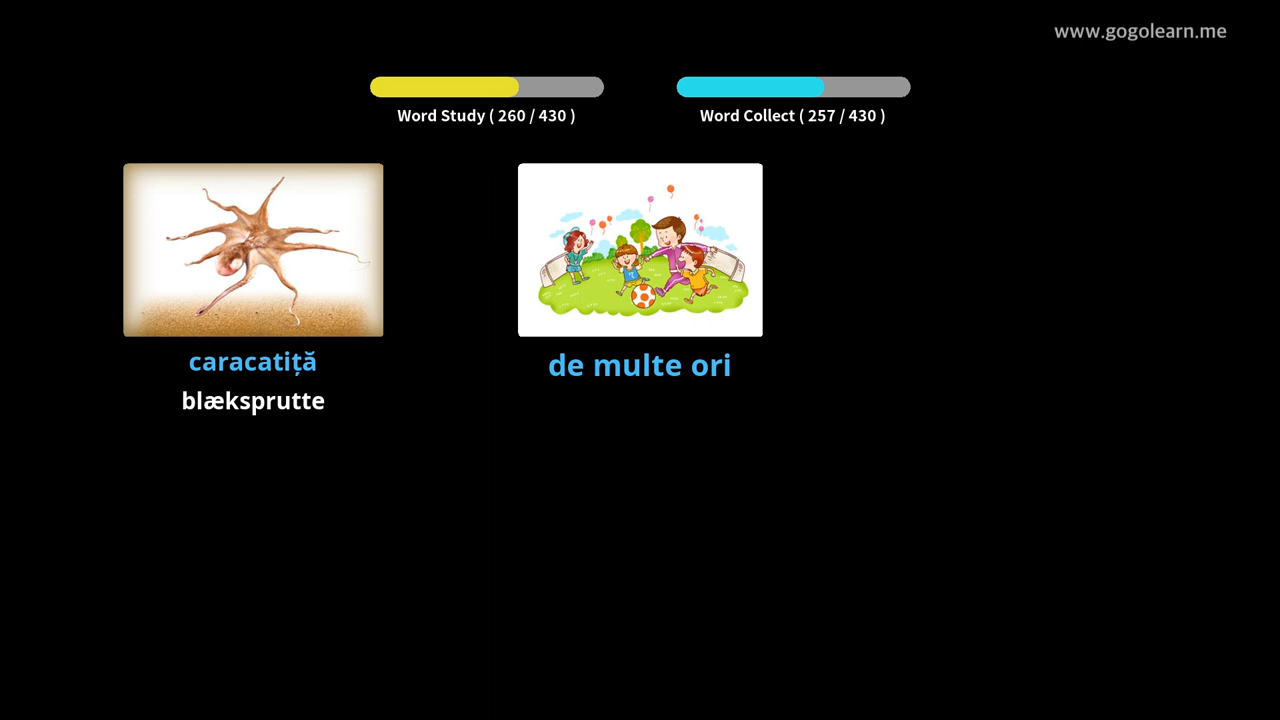 www.gogolearn.me
Word Study ( 260 / 430 )
Word Collect ( 257 / 430 )
caracatiță
blæksprutte
de multe ori